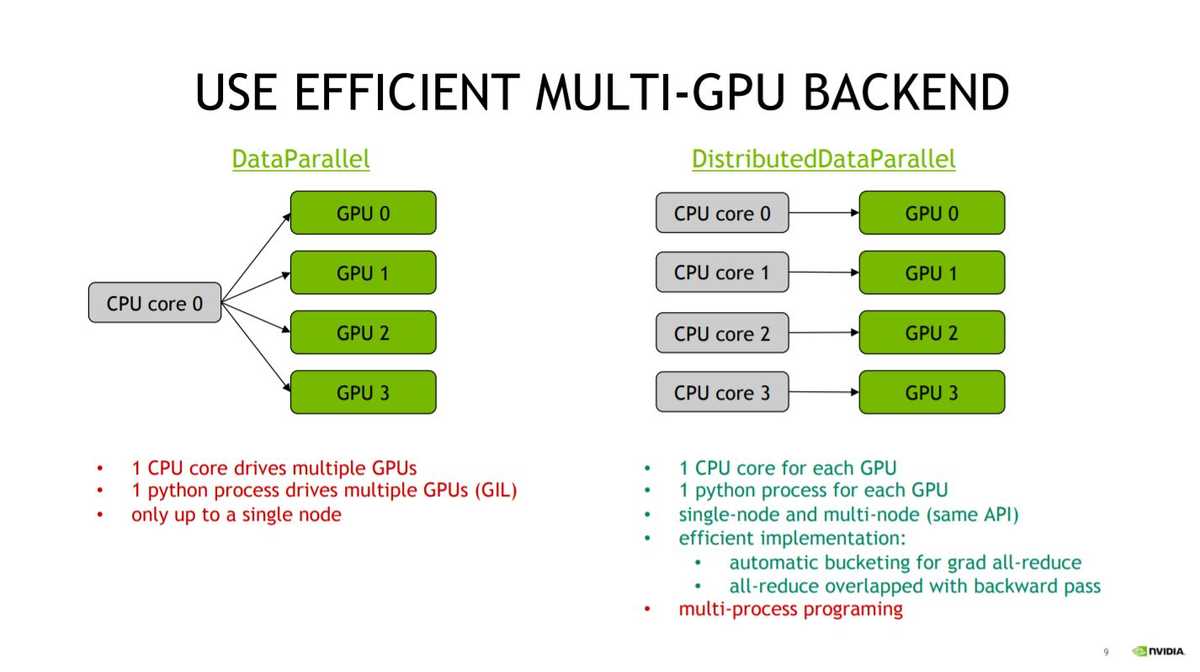 USE EFFICIENT MULTI-GPU BACKEND
DataParallel
CPU core 0
GPU 0
GPU 1
GPU 2
GPU 3
• 1 CPU core drives multiple GPUs
• 1 python process drives multiple GPUs (GIL)
• only up to a single node
DistributedDataParallel
CPU core 0
GPU 0
CPU core 1
GPU 1
CPU core 2
GPU 2
CPU core 3
GPU 3
• 1 CPU core for each GPU
• 1 python process for each GPU
• single-node and multi-node (same API)
• efficient implementation:
• automatic bucketing for grad all-reduce
• all-reduce overlapped with backward pass
• multi-process programing
9
NVIDIA.